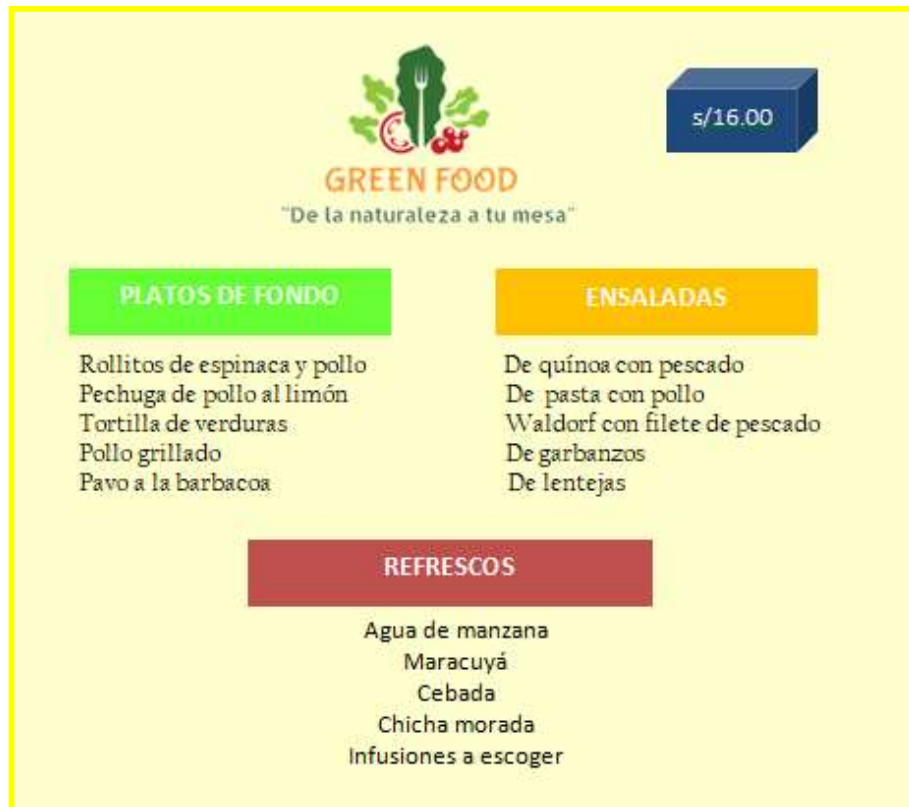 s/16.00
GREEN FOOD
"De la naturaleza a tu mesa"
PLATOS DE FONDO
Rollitos de espinaca y pollo
Pechuga de pollo al limón
Tortilla de verduras
Pollo grillado
Pavo a la barbacoa
ENSALADAS
De quínoa con pescado
De pasta con pollo
Waldorf con filete de pescado
De garbanzos
De lentejas
REFRESCOS
Agua de manzana
Maracuyá
Cebada
Chicha morada
Infusiones a escoger